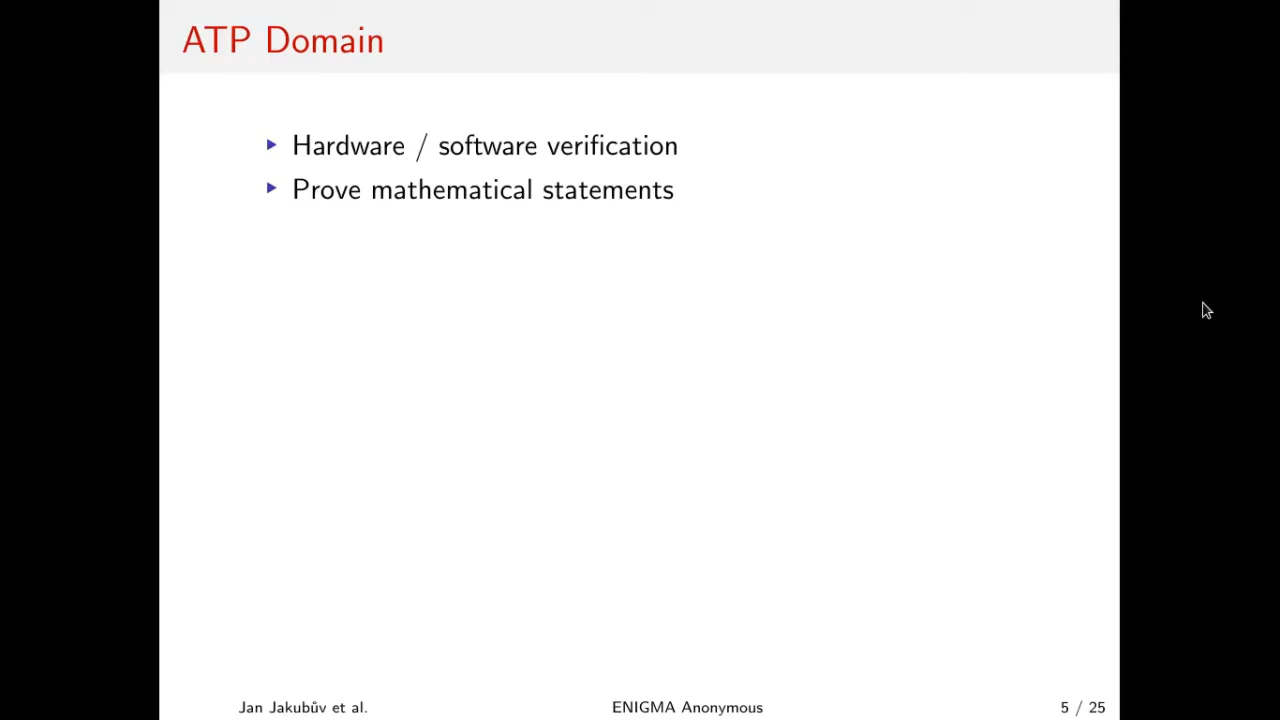 ATP Domain
Hardware / software verification
Prove mathematical statements
Jan Jakubův et al. ENIGMA Anonymous 5 / 25